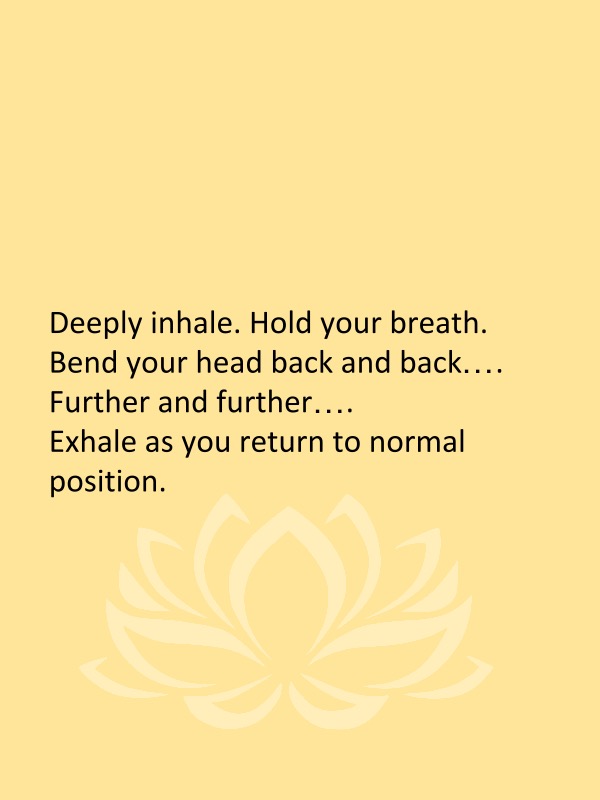 Deeply inhale. Hold your breath.
Bend your head back and back….
Further and further….
Exhale as you return to normal
position.